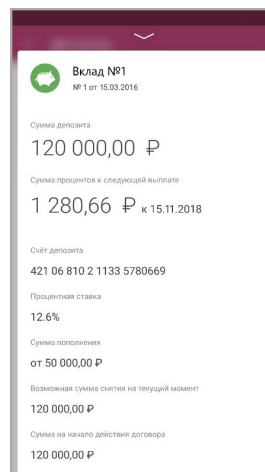 Вклад №1
№ 1 от 15.03.2016
Сумма депозита
120 000,00 ₽
Сумма процентов к следующей выплате
1 280,66 ₽ к 15.11.2018
Счёт депозита
421 06 810 2 1133 5780669
Процентная ставка
12.6%
Сумма пополнения
от 50 000,00 ₽
Возможная сумма снятия на текущий момент
120 000,00 ₽
Сумма на начало действия договора
120 000,00 ₽